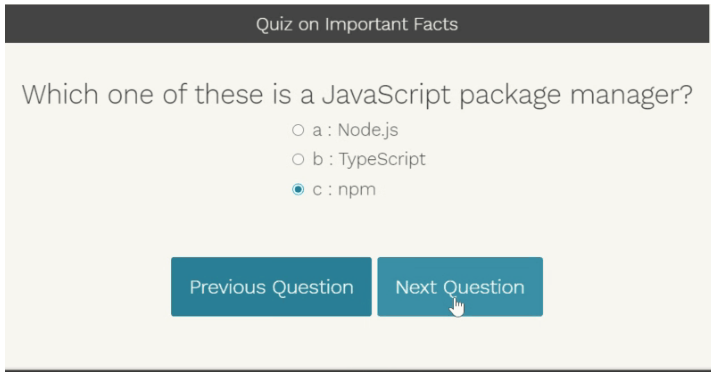 Quiz on Important Facts
Which one of these is a JavaScript package manager?
a : Node.js
b : TypeScript
c : npm
Previous Question
Next Question